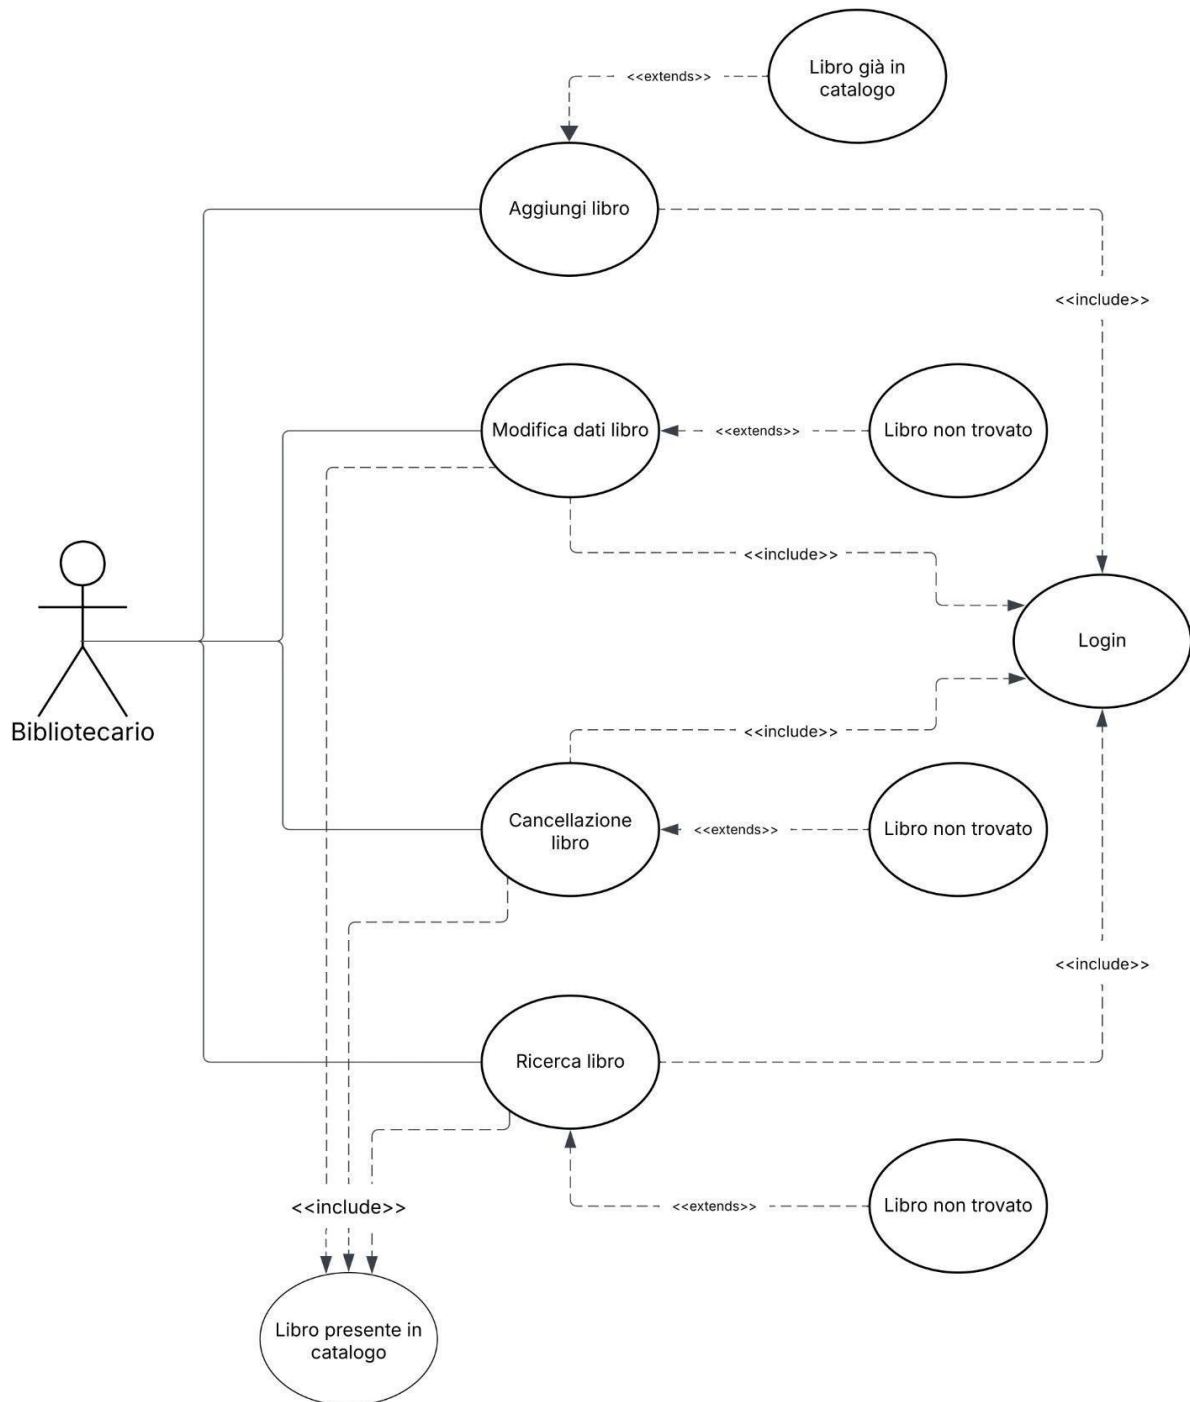 Libro già in
catalogo
<<extends>>
Aggiungi libro
<<include>>
Modifica dati libro
<<extends>>
Libro non trovato
<<include>>
Login
Bibliotecario
<<include>>
Cancellazione
libro
<<extends>>
Libro non trovato
<<include>>
Ricerca libro
<<include>>
<<extends>>
Libro non trovato
Libro presente in
catalogo